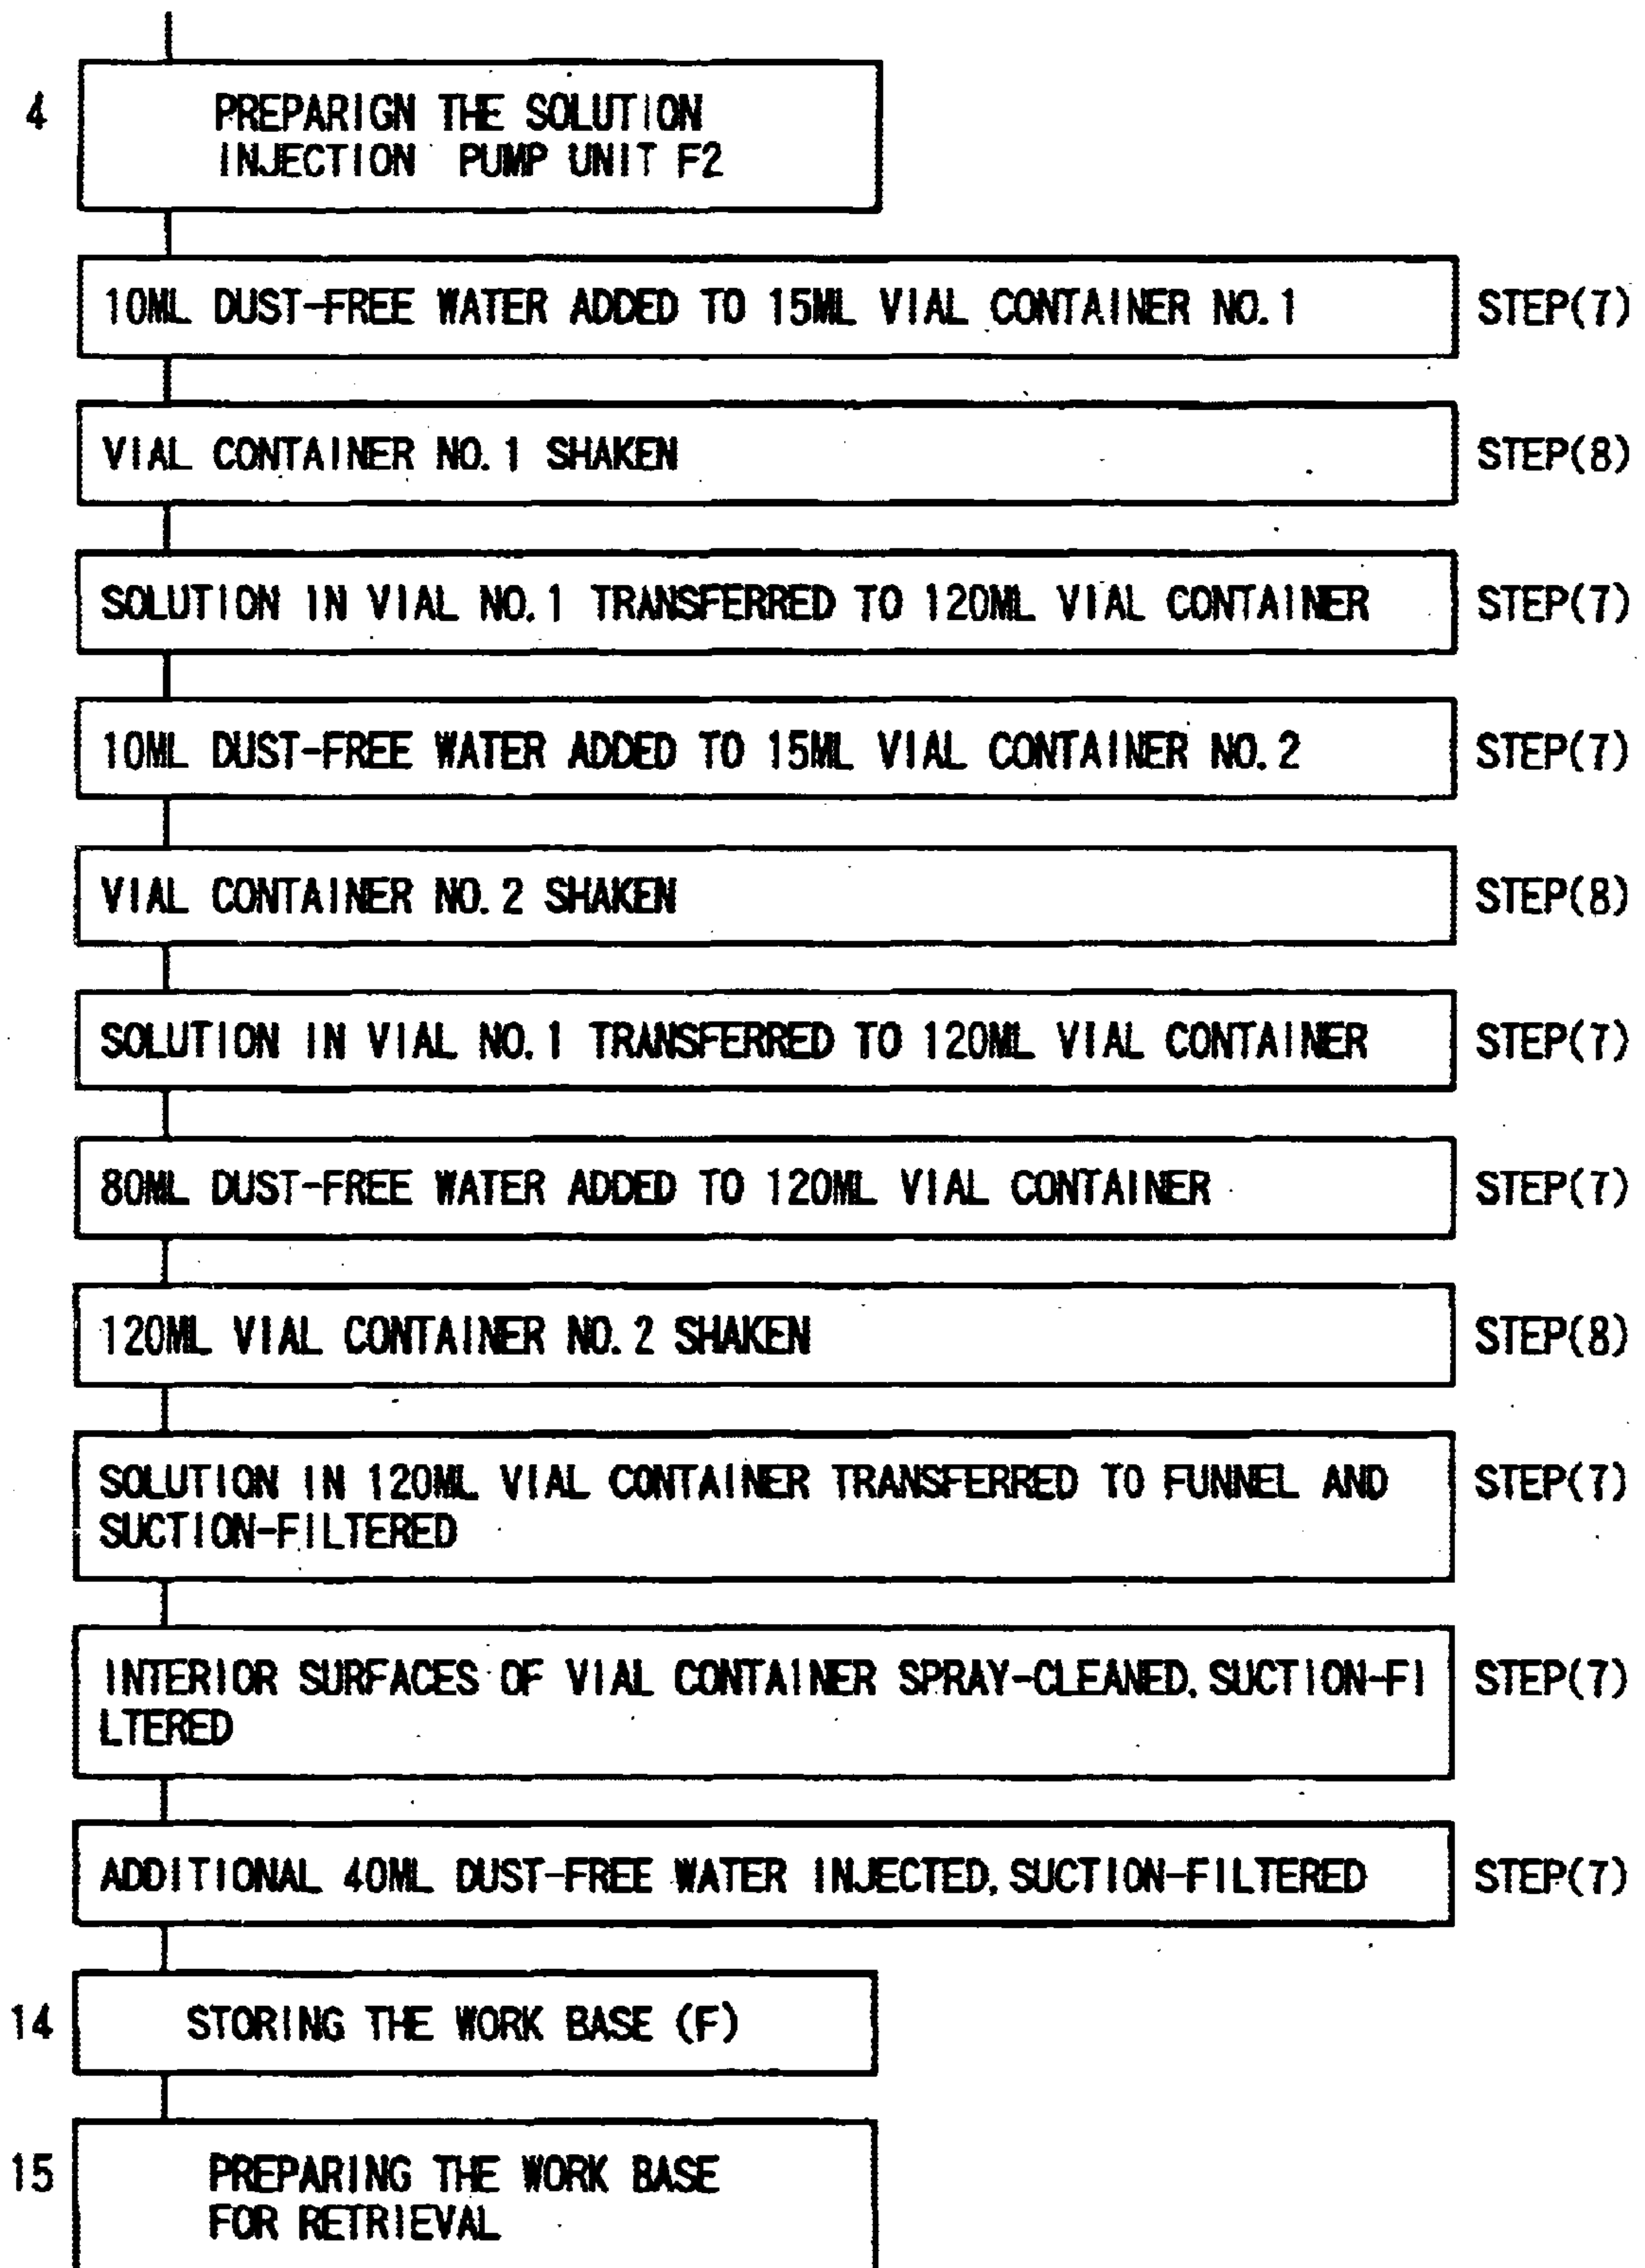 4
PREPARIGN THE SOLUTION
INJECTION PUMP UNIT F2
10ML DUST-FREE WATER ADDED TO 15ML VIAL CONTAINER NO.1 STEP(7)
VIAL CONTAINER NO.1 SHAKEN STEP(8)
SOLUTION IN VIAL NO.1 TRANSFERRED TO 120ML VIAL CONTAINER STEP(7)
10ML DUST-FREE WATER ADDED TO 15ML VIAL CONTAINER NO.2 STEP(7)
VIAL CONTAINER NO.2 SHAKEN STEP(8)
SOLUTION IN VIAL NO.1 TRANSFERRED TO 120ML VIAL CONTAINER STEP(7)
80ML DUST-FREE WATER ADDED TO 120ML VIAL CONTAINER STEP(7)
120ML VIAL CONTAINER NO.2 SHAKEN STEP(8)
SOLUTION IN 120ML VIAL CONTAINER TRANSFERRED TO FUNNEL AND STEP(7)
SUCTION-FILTERED
INTERIOR SURFACES OF VIAL CONTAINER SPRAY-CLEANED, SUCTION-FI STEP(7)
LTERED
ADDITIONAL 40ML DUST-FREE WATER INJECTED, SUCTION-FILTERED STEP(7)
14 STORING THE WORK BASE (F)
15 PREPARING THE WORK BASE
FOR RETRIEVAL